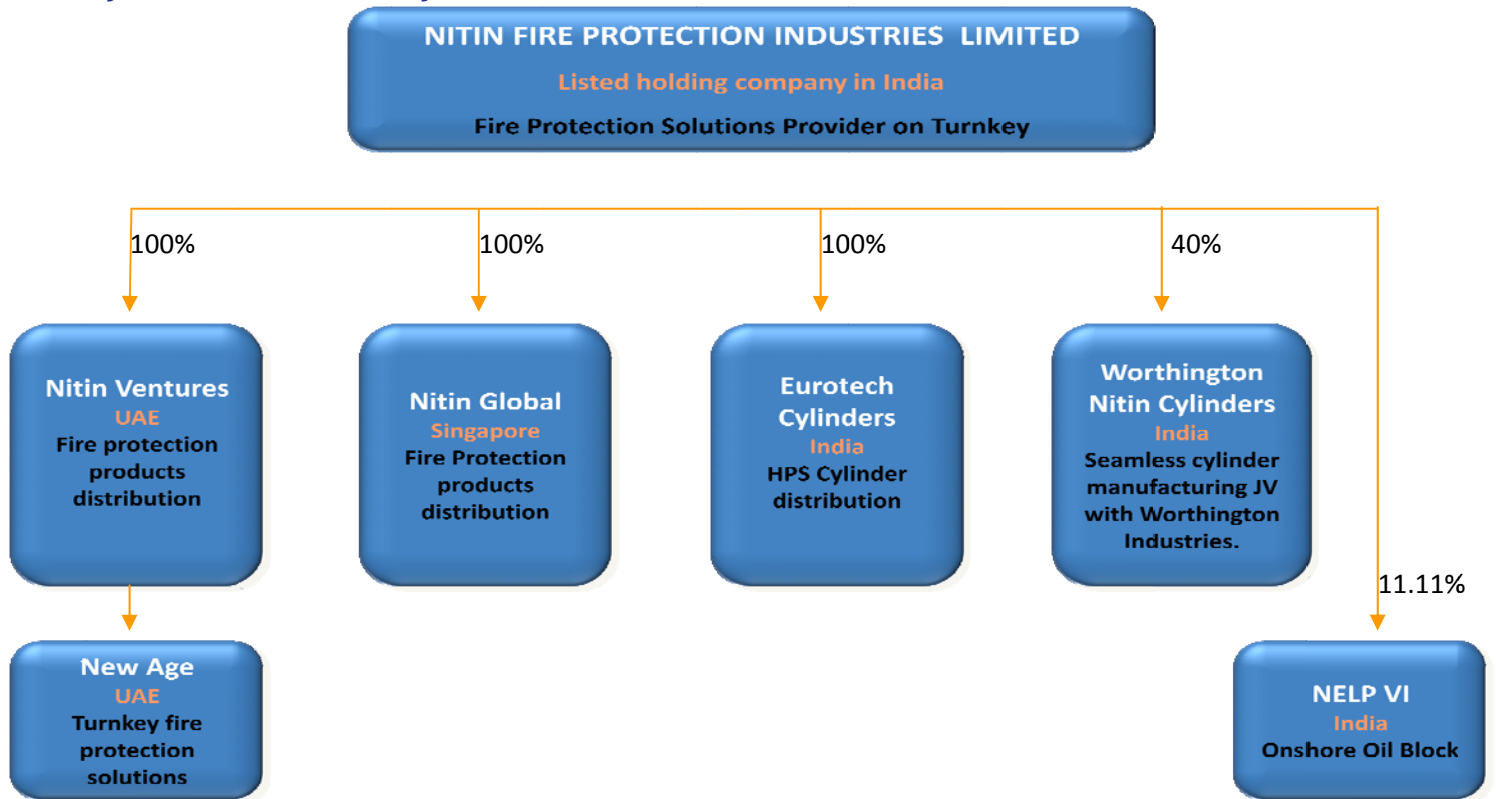 NITIN FIRE PROTECTION INDUSTRIES LIMITED
Listed holding company in India
Fire Protection Solutions Provider on Turnkey
100%
100%
100%
40%
Nitin Ventures
UAE
Fire protection
products
distribution
Nitin Global
Singapore
Fire Protection
products
distribution
Eurotech
Cylinders
India
HPS Cylinder
distribution
Worthington
Nitin Cylinders
India
Seamless cylinder
manufacturing JV
with Worthington
Industries.
11.11%
New Age
UAE
Turnkey fire
protection
solutions
NELP VI
India
Onshore Oil Block